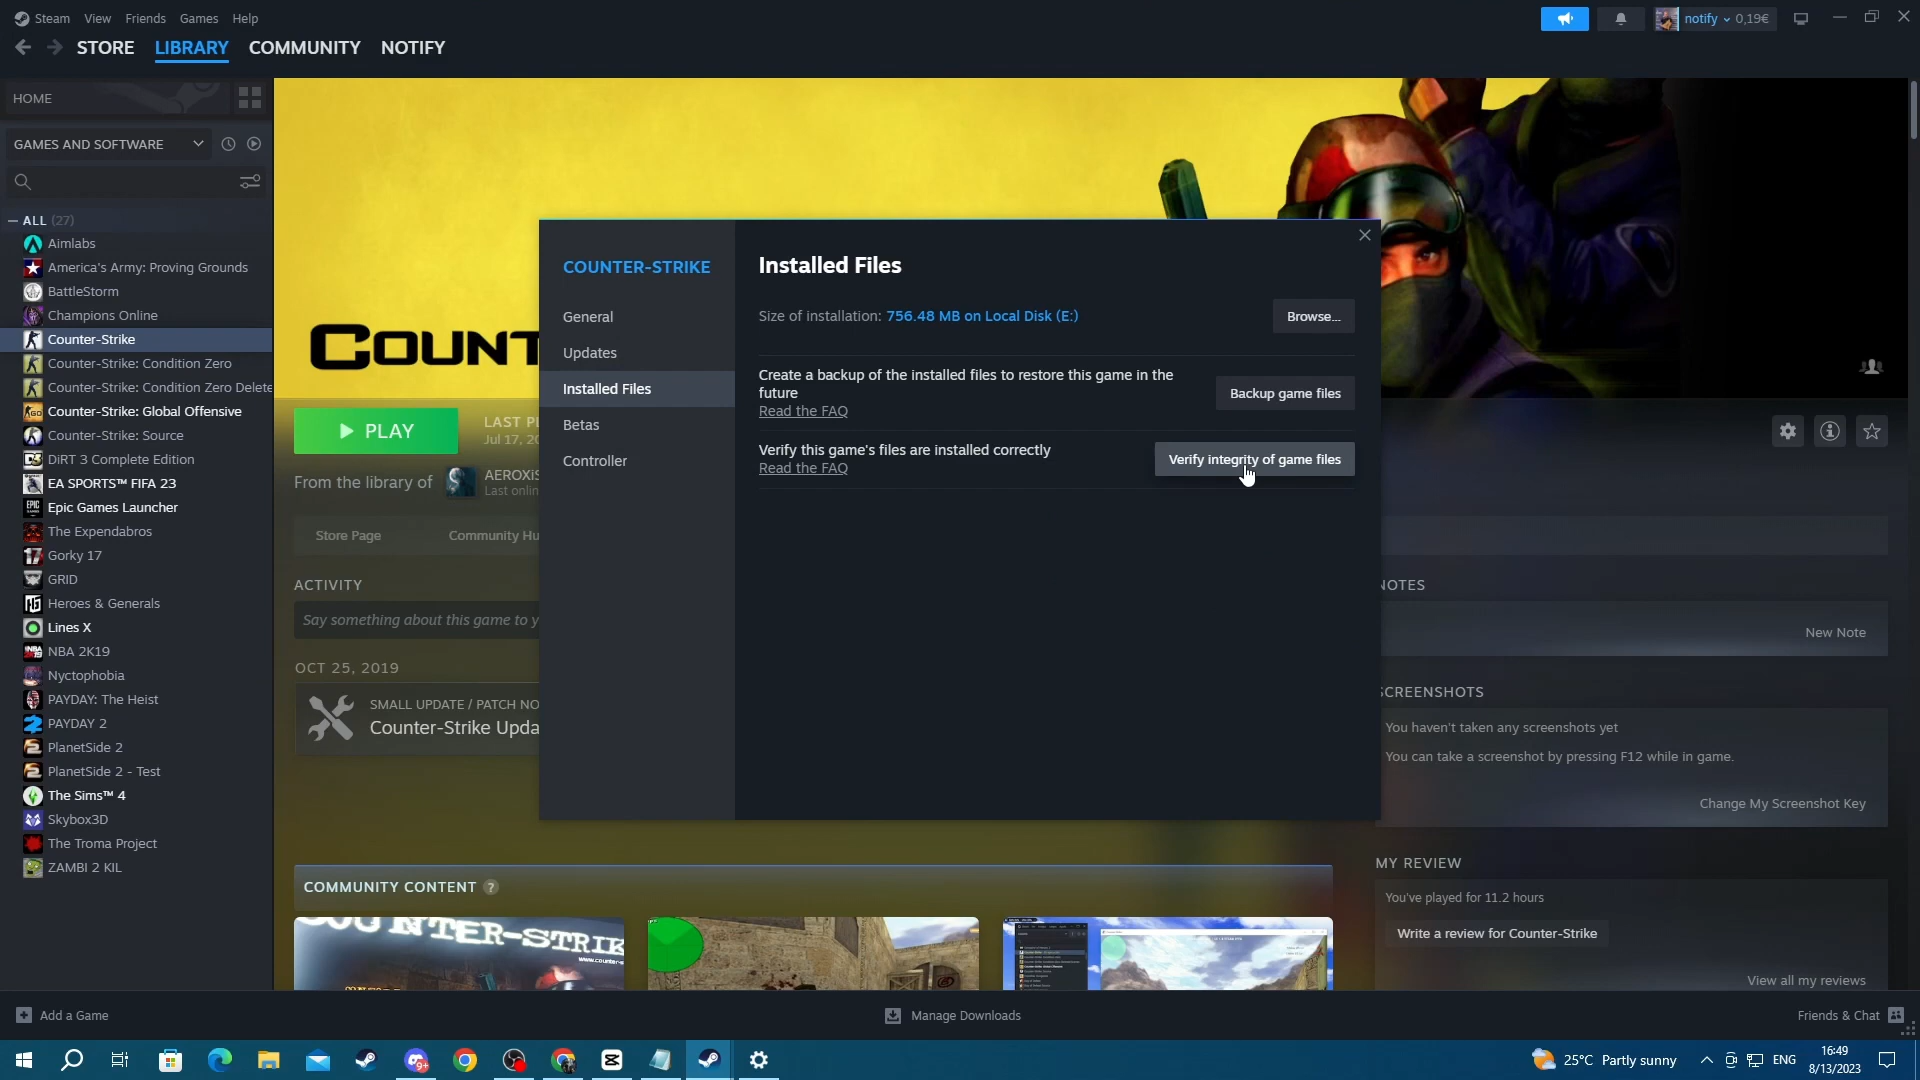 Steam View Friends Games Help
notify 0,19€
STORE LIBRARY COMMUNITY NOTIFY
HOME
GAMES AND SOFTWARE
ALL (27)
Aimlabs
America's Army: Proving Grounds
BattleStorm
Champions Online
Counter-Strike
Counter-Strike: Condition Zero
Counter-Strike: Condition Zero Delete
Counter-Strike: Global Offensive
Counter-Strike: Source
DiRT 3 Complete Edition
EA SPORTS™ FIFA 23
Epic Games Launcher
The Expendabros
Gorky 17
GRID
Heroes & Generals
Lines X
NBA 2K19
Nyctophobia
PAYDAY: The Heist
PAYDAY 2
PlanetSide 2
PlanetSide 2 - Test
The Sims™ 4
Skybox3D
The Troma Project
ZAMBI 2 KIL
COUNT
PLAY
LAST PL
Jul 17, 20
From the library of AEROXiS
Last onlin
Store Page Community Hu
ACTIVITY
Say something about this game to y
OCT 25, 2019
SMALL UPDATE / PATCH NO
Counter-Strike Upda
COUNTER-STRIKE
General
Updates
Installed Files
Betas
Controller
Installed Files
Size of installation: 756.48 MB on Local Disk (E:)
Browse...
Create a backup of the installed files to restore this game in the
future
Read the FAQ
Backup game files
Verify this game's files are installed correctly
Read the FAQ
Verify integrity of game files
NOTES
New Note
SCREENSHOTS
You haven't taken any screenshots yet
You can take a screenshot by pressing F12 while in game.
Change My Screenshot Key
MY REVIEW
You've played for 11.2 hours
Write a review for Counter-Strike
View all my reviews
COMMUNITY CONTENT ?
COUNTER-STRIK
Add a Game
Manage Downloads
Friends & Chat
9+
25°C Partly sunny
ENG
16:49
8/13/2023